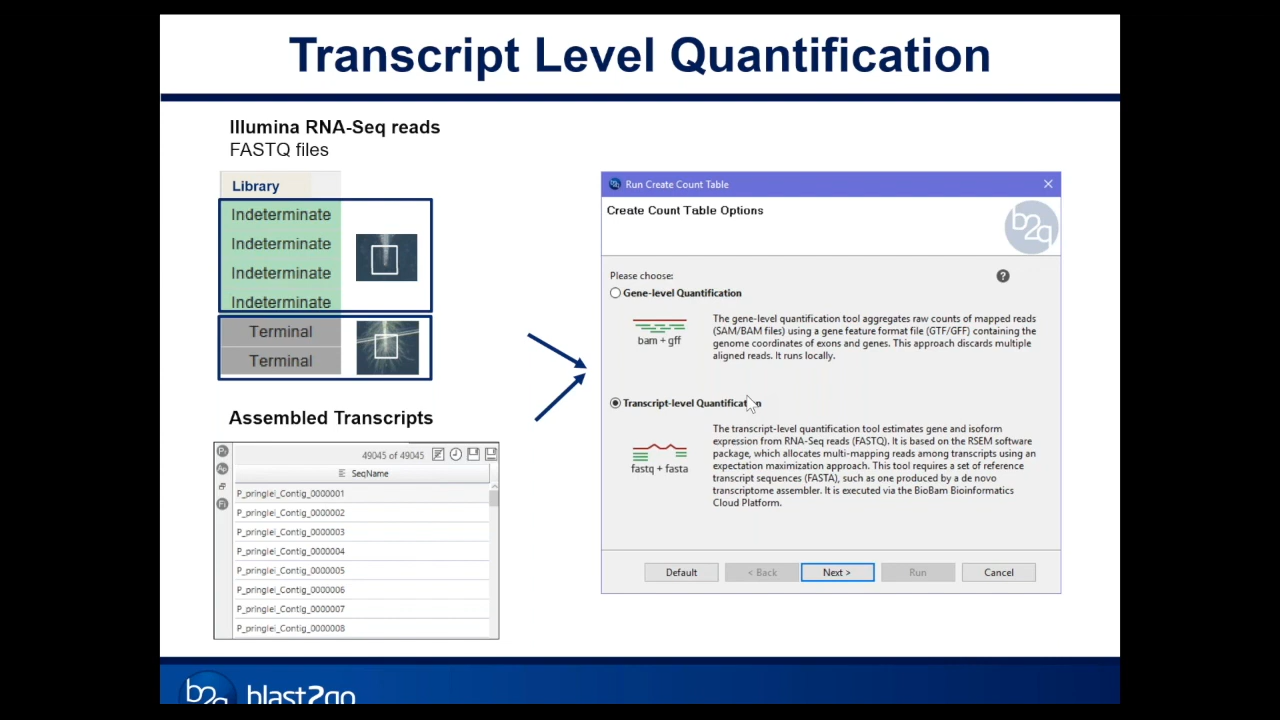 Transcript Level Quantification
Illumina RNA-Seq reads
FASTQ files
Library
Indeterminate
Indeterminate
Indeterminate
Indeterminate
Terminal
Terminal
Assembled Transcripts
49045 of 49045
SeqName
P_pringlei_Contig_0000001
P_pringlei_Contig_0000002
P_pringlei_Contig_0000003
P_pringlei_Contig_0000004
P_pringlei_Contig_0000005
P_pringlei_Contig_0000006
P_pringlei_Contig_0000007
P_pringlei_Contig_0000008
b2g Run Create Count Table
Create Count Table Options
b2g
Please choose:
?
Gene-level Quantification
bam + gff
The gene-level quantification tool aggregates raw counts of mapped reads
(SAM/BAM files) using a gene feature format file (GTF/GFF) containing the
genome coordinates of exons and genes. This approach discards multiple
aligned reads. It runs locally.
Transcript-level Quantification
fastq + fasta
The transcript-level quantification tool estimates gene and isoform
expression from RNA-Seq reads (FASTQ). It is based on the RSEM software
package, which allocates multi-mapping reads among transcripts using an
expectation maximization approach. This tool requires a set of reference
transcript sequences (FASTA), such as one produced by a de novo
transcriptome assembler. It is executed via the BioBam Bioinformatics
Cloud Platform.
Default
< Back
Next >
Run
Cancel
b2g blast2go